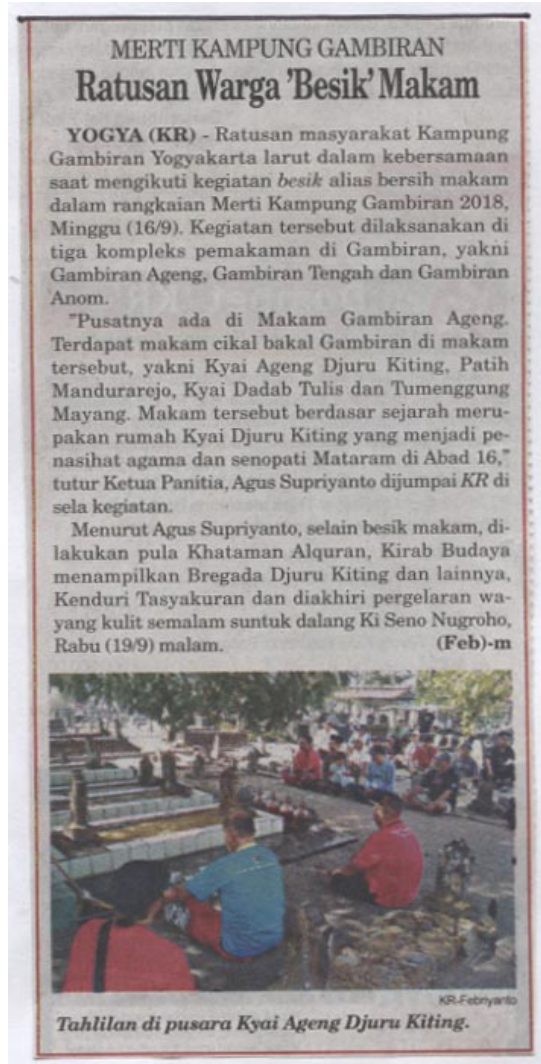 MERTI KAMPUNG GAMBIRAN
Ratusan Warga 'Besik' Makam
YOGYA (KR) - Ratusan masyarakat Kampung
Gambiran Yogyakarta larut dalam kebersamaan
saat mengikuti kegiatan besik alias bersih makam
dalam rangkaian Merti Kampung Gambiran 2018,
Minggu (16/9). Kegiatan tersebut dilaksanakan di
tiga kompleks pemakaman di Gambiran, yakni
Gambiran Ageng, Gambiran Tengah dan Gambiran
Anom.
"Pusatnya ada di Makam Gambiran Ageng.
Terdapat makam cikal bakal Gambiran di makam
tersebut, yakni Kyai Ageng Djuru Kiting, Patih
Mandurarejo, Kyai Dadab Tulis dan Tumenggung
Mayang. Makam tersebut berdasar sejarah meru-
pakan rumah Kyai Djuru Kiting yang menjadi pe-
nasihat agama dan senopati Mataram di Abad 16,"
tutur Ketua Panitia, Agus Supriyanto dijumpai KR di
sela kegiatan.
Menurut Agus Supriyanto, selain besik makam, di-
lakukan pula Khataman Alquran, Kirab Budaya
menampilkan Bregada Djuru Kiting dan lainnya,
Kenduri Tasyakuran dan diakhiri pergelaran wa-
yang kulit semalam suntuk dalang Ki Seno Nugroho,
Rabu (19/9) malam. (Feb)-m
KR-Febriyanto
Tahlilan di pusara Kyai Ageng Djuru Kiting.